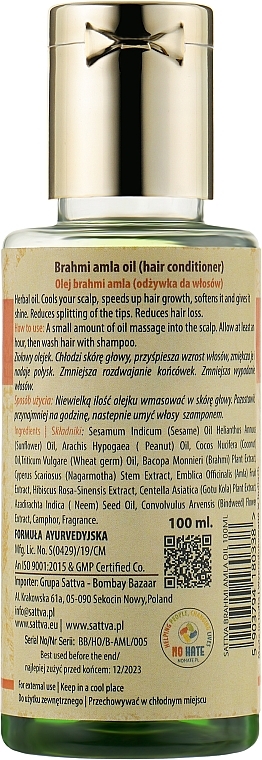 Brahmi amla oil (hair conditioner)
Olej brahmi amla (odżywka da włosów)
Herbal oil. Cools your scalp, speeds up hair growth, softens it and gives it
shine. Reduces splitting of the tips. Reduces hair loss.
How to use: A small amount of oil massage into the scalp. Allow at least an
hour, then wash hair with shampoo.
Ziołowy olejek. Chłodzi skórę głowy, przyśpiesza wzrost włosów, zmiękcza je i
nadaje połysk. Zmniejsza rozdwajanie końcówek. Zmniejsza wypadanie
włosów.
Sposób użycia: Niewielką ilość olejku wmasować w skórę głowy. Pozostawić
przynajmniej na godzinę, następnie umyć włosy szamponem.
Ingredients | Składniki: Sesamum Indicum (Sesame) Oil Helianthus Annuus
(Sunflower) Oil, Arachis Hypogaea ( Peanut) Oil, Cocos Nucifera (Coconut)
Oil,Triticum Vulgare (Wheat germ) Oil, Bacopa Monnieri (Brahmi) Plant Extract,
Cyperus Scariosus (Nagarmotha) Stem Extract, Emblica Officinalis (Amla) Fruit
Extract, Hibiscus Rosa-Sinensis Extract, Centella Asiatica (Gotu Kola) Plant Extract,
Azadirachta Indica ( Neem) Seed Oil, Convolvulus Arvensis (Bindweed)
Extract, Camphor, Fragrance.
100 ml.
FORMUŁA AJURVEDYJSKA
Mfg. Lic. No. S(0429)/19/CM
An ISO 9001:2015 & GMP Certified Co.
Importer: Grupa Sattva - Bombay Bazaar
Al. Krakowska 61a, 05-090 Sekocin Nowy, Poland
info@sattva.pl
www.sattva.eu | www.sattva.pl
Serial No/Nr Serii: BB/HO/B-AML/005
Best used before the end/
najlepiej zużyć przed końcem: 12/2023
For external use | Keep in a cool place
Do użytku zewnętrznego | Przechowywać w chłodnym miejscu
HELPING PEOPLE, CHANGING LIVES
NO HATE
NOHATE.PL
SATTVA BRAHMI AMLA OIL 100ML
5903794180338